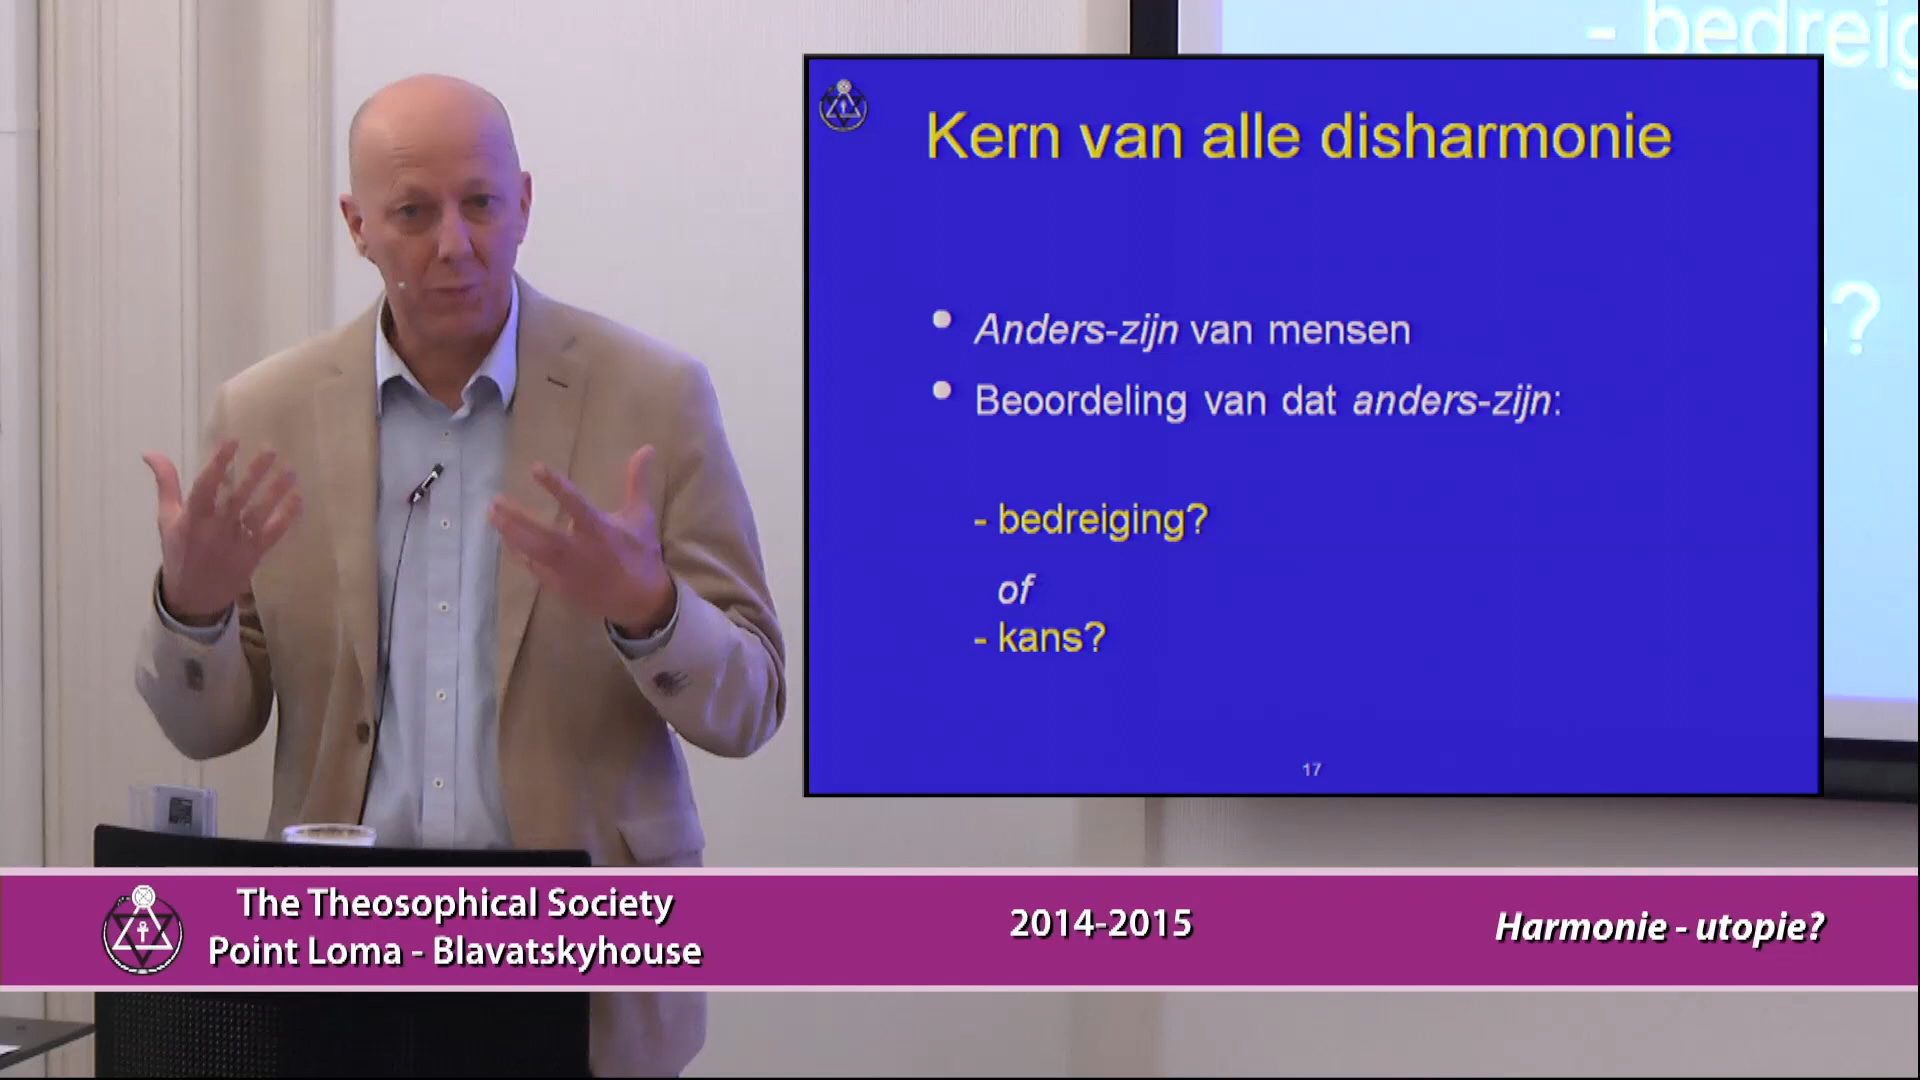 - bedreig
?
Kern van alle disharmonie
• Anders-zijn van mensen
• Beoordeling van dat anders-zijn:
- bedreiging?
of
- kans?
17
The Theosophical Society
Point Loma - Blavatskyhouse
2014-2015
Harmonie - utopie?